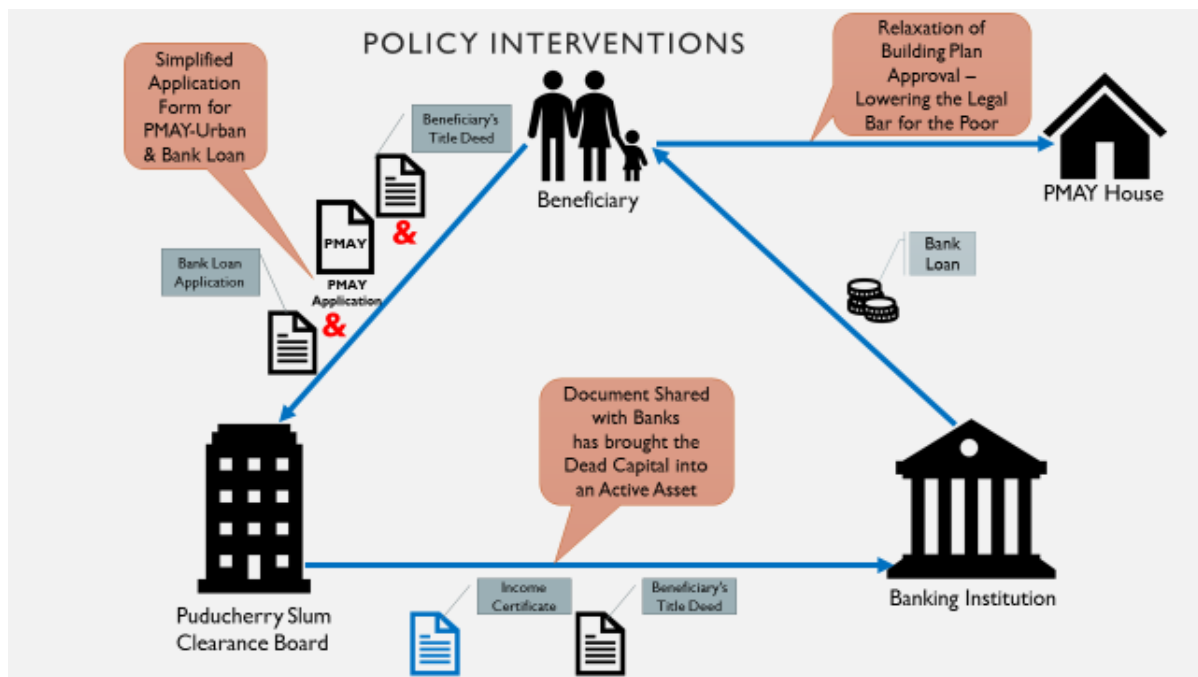 POLICY INTERVENTIONS
Simplified
Application
Form for
PMAY-Urban
& Bank Loan
Beneficiary's
Title Deed
Relaxation of
Building Plan
Approval –
Lowering the Legal
Bar for the Poor
Beneficiary
PMAY House
&
PMAY
PMAY
Application
Bank Loan
Application
&
Bank
Loan
Document Shared
with Banks
has brought the
Dead Capital into
an Active Asset
Puducherry Slum
Clearance Board
Income
Certificate
Beneficiary's
Title Deed
Banking Institution